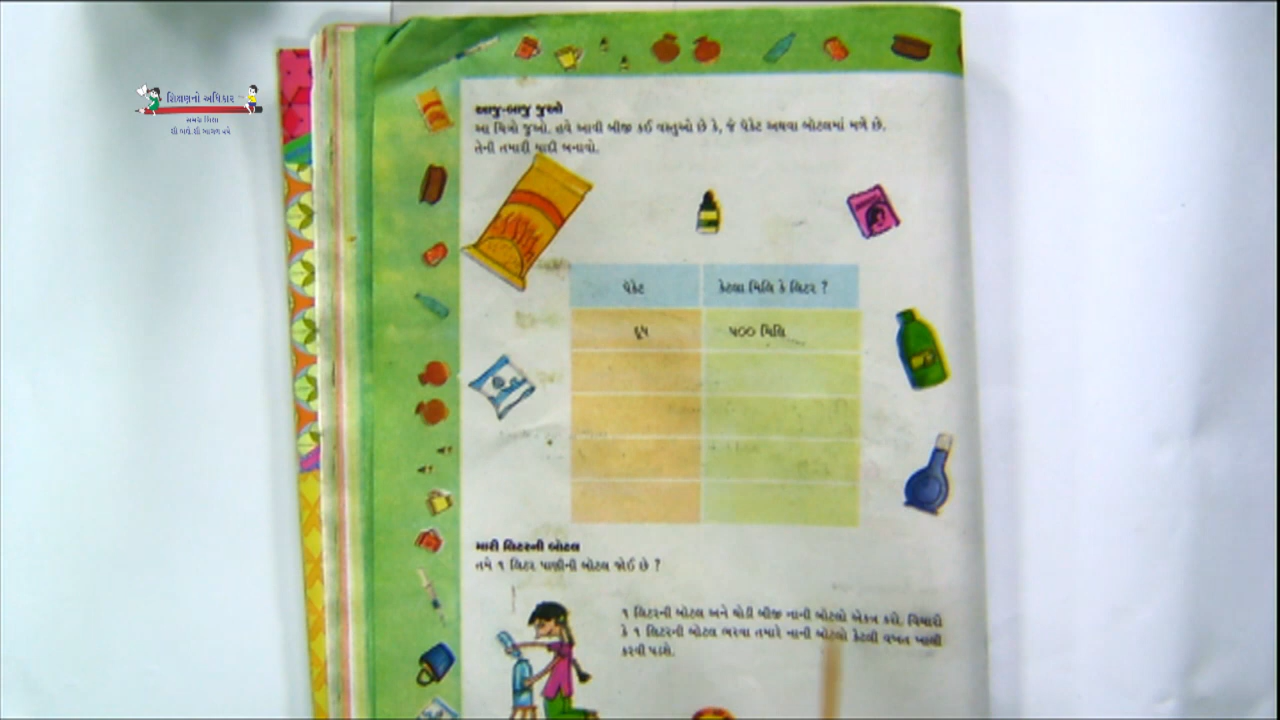 શિક્ષણનો અધિકાર
સમગ્ર શિક્ષા
આજુ-બાજુ જુઓ
આ ચિત્રો જુઓ. હવે આવી બીજી કઈ વસ્તુઓ છે કે, જે પેકેટ અથવા બોટલમાં મળે છે.
તેની તમારી યાદી બનાવો.
પેકેટ કેટલા મિલિ કે લિટર ?
દૂધ ૫૦૦ મિલિ
મારી લિટરની બોટલ
તમે ૧ લિટર પાણીની બોટલ જોઈ છે ?
૧ લિટરની બોટલ અને થોડી બીજી નાની બોટલો એકત્ર કરો. વિચારો
કે ૧ લિટરની બોટલ ભરવા તમારે નાની બોટલો કેટલી વખત ખાલી
કરવી પડશે.